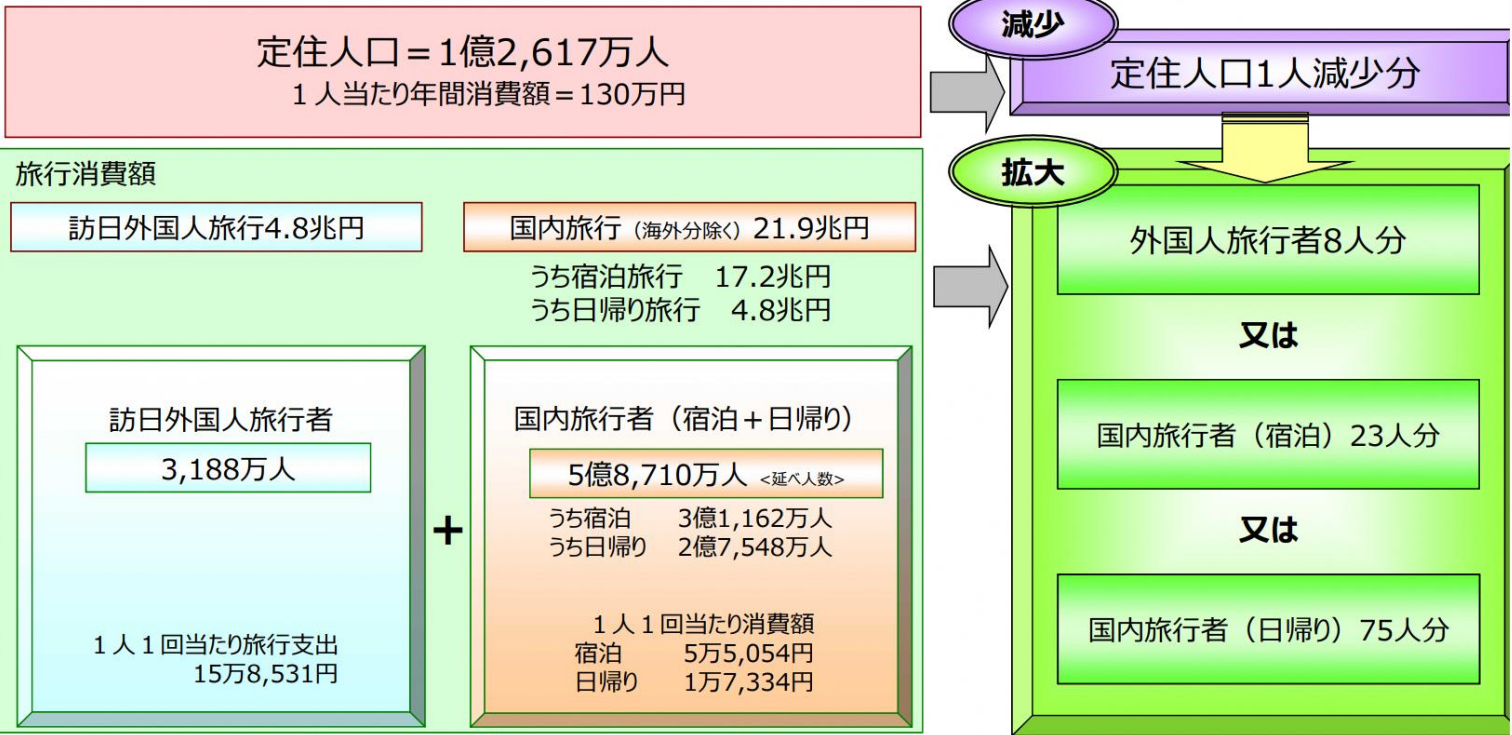 定住人口＝1億2,617万人
１人当たり年間消費額＝130万円
減少
定住人口1人減少分
旅行消費額
訪日外国人旅行4.8兆円
国内旅行（海外分除く）21.9兆円
うち宿泊旅行　17.2兆円
うち日帰り旅行　4.8兆円
訪日外国人旅行者
3,188万人
１人１回当たり旅行支出
15万8,531円
+
国内旅行者（宿泊＋日帰り）
5億8,710万人 <延べ人数>
うち宿泊　3億1,162万人
うち日帰り　2億7,548万人
１人１回当たり消費額
宿泊　5万5,054円
日帰り　1万7,334円
拡大
外国人旅行者8人分
又は
国内旅行者（宿泊）23人分
又は
国内旅行者（日帰り）75人分